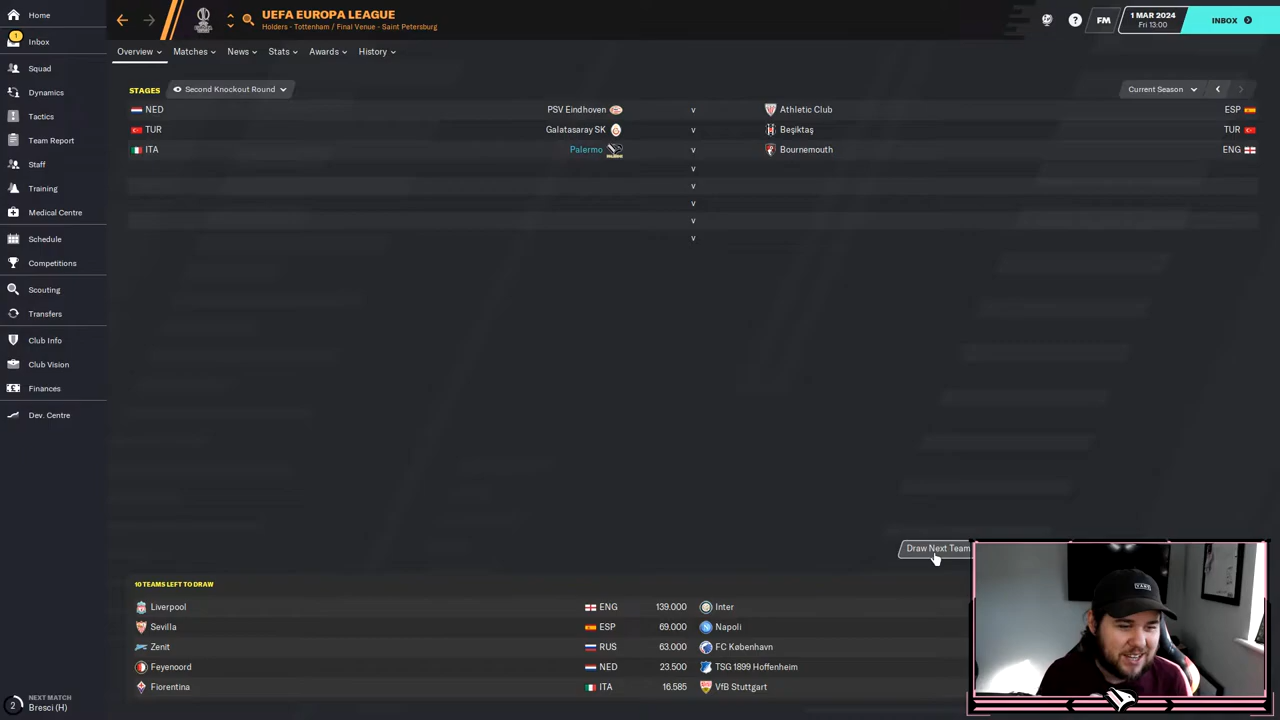 Home
UEFA EUROPA LEAGUE
Holders - Tottenham / Final Venue - Saint Petersburg
FM
1 MAR 2024
Fri 13:00
INBOX
1
Inbox
Overview
Matches
News
Stats
Awards
History
Squad
Dynamics
Tactics
Team Report
Staff
Training
Medical Centre
Schedule
Competitions
Scouting
Transfers
Club Info
Club Vision
Finances
Dev. Centre
STAGES
Second Knockout Round
Current Season
NED PSV Eindhoven v Athletic Club ESP
TUR Galatasaray SK v Beşiktaş TUR
ITA Palermo v Bournemouth ENG
v
v
v
v
v
Draw Next Team
10 TEAMS LEFT TO DRAW
Liverpool ENG 139.000 Inter
Sevilla ESP 69.000 Napoli
Zenit RUS 63.000 FC København
Feyenoord NED 23.500 TSG 1899 Hoffenheim
Fiorentina ITA 16.585 VfB Stuttgart
2
NEXT MATCH
Bresci (H)